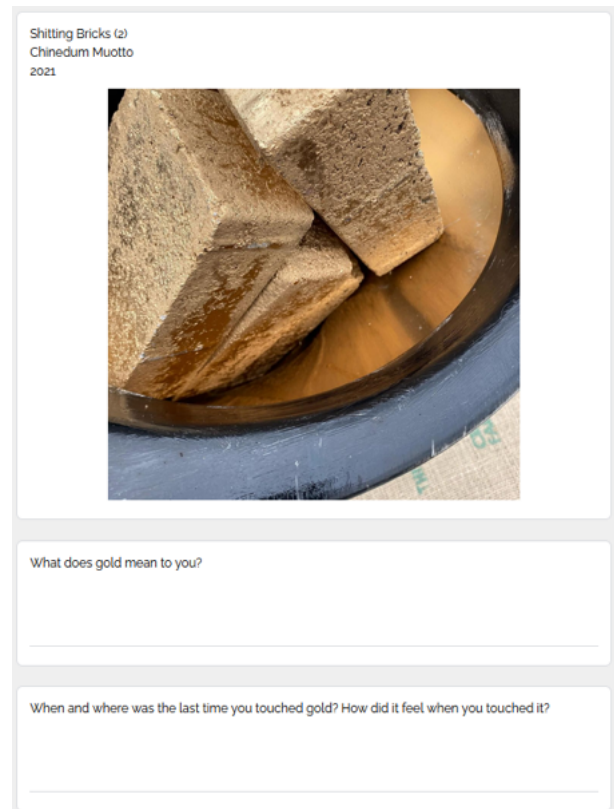 Shitting Bricks (2)
Chinedum Muotto
2021
What does gold mean to you?
When and where was the last time you touched gold? How did it feel when you touched it?